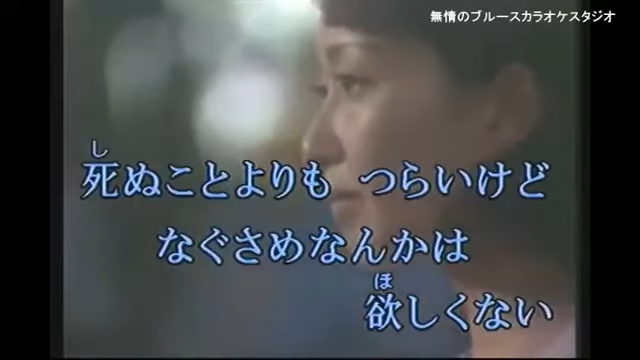 無情のブルースカラオケスタジオ
死ぬことよりも つらいけど
なぐさめなんかは
欲しくない
し
ほ